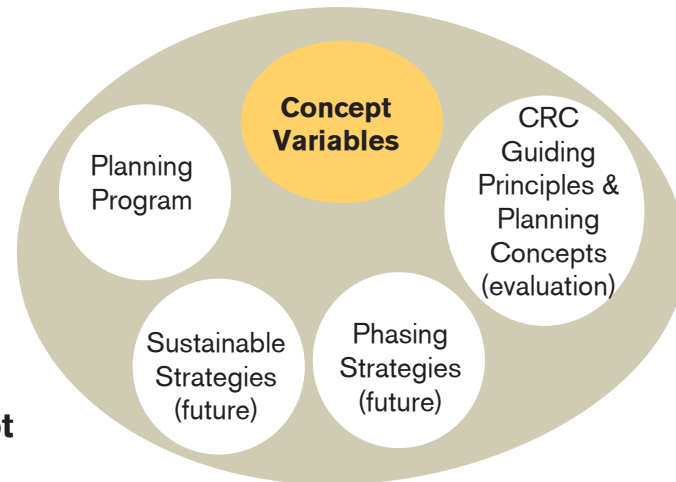 Concept
Variables
Planning
Program
CRC
Guiding
Principles &
Planning
Concepts
(evaluation)
Sustainable
Strategies
(future)
Phasing
Strategies
(future)